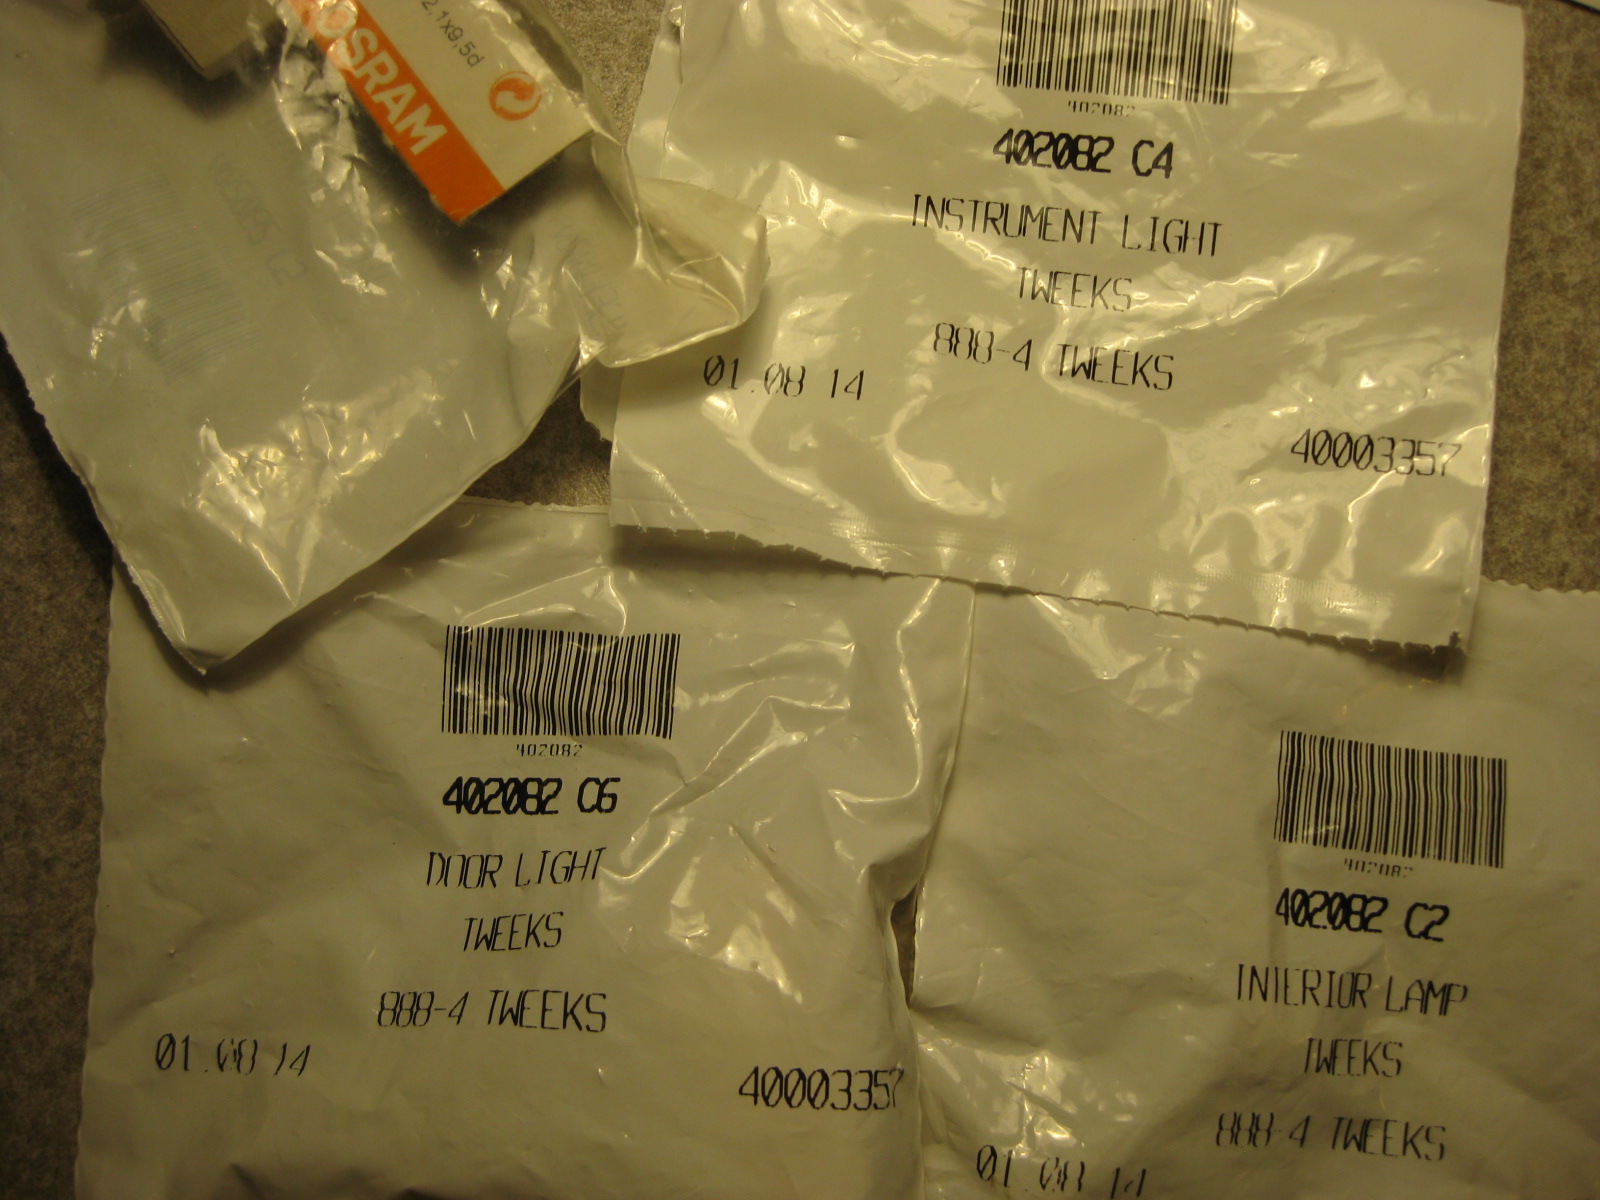 2,1x9,5d
OSRAM
402082
402082 C4
INSTRUMENT LIGHT
TWEEKS
888-4 TWEEKS
01.08 14
40003357
402082
402082 C6
DOOR LIGHT
TWEEKS
888-4 TWEEKS
01.08 14
40003357
402082
402082 C2
INTERIOR LAMP
TWEEKS
888-4 TWEEKS
01.08 14